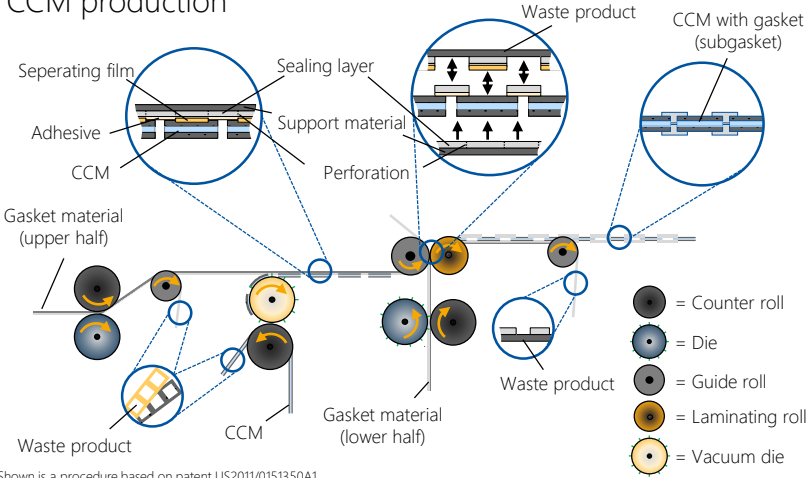 CCM production
Waste product
CCM with gasket
(subgasket)
Seperating film
Sealing layer
Adhesive
Support material
CCM
Perforation
Gasket material
(upper half)
= Counter roll
= Die
= Guide roll
Waste product
= Laminating roll
Gasket material
(lower half)
CCM
Waste product
= Vacuum die
Shown is a procedure based on patent US2011/0151350A1